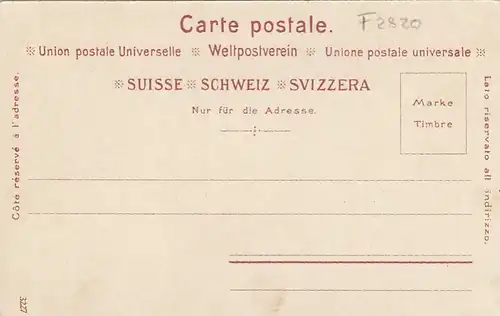 Carte postale.
F2820
※ Union postale Universelle ※ Weltpostverein ※ Unione postale universale ※
※ SUISSE ※ SCHWEIZ ※ SVIZZERA
Nur für die Adresse.
Marke
Timbre
Côté réservé à l'adresse.
Lato riservato all indirizzo.
3227